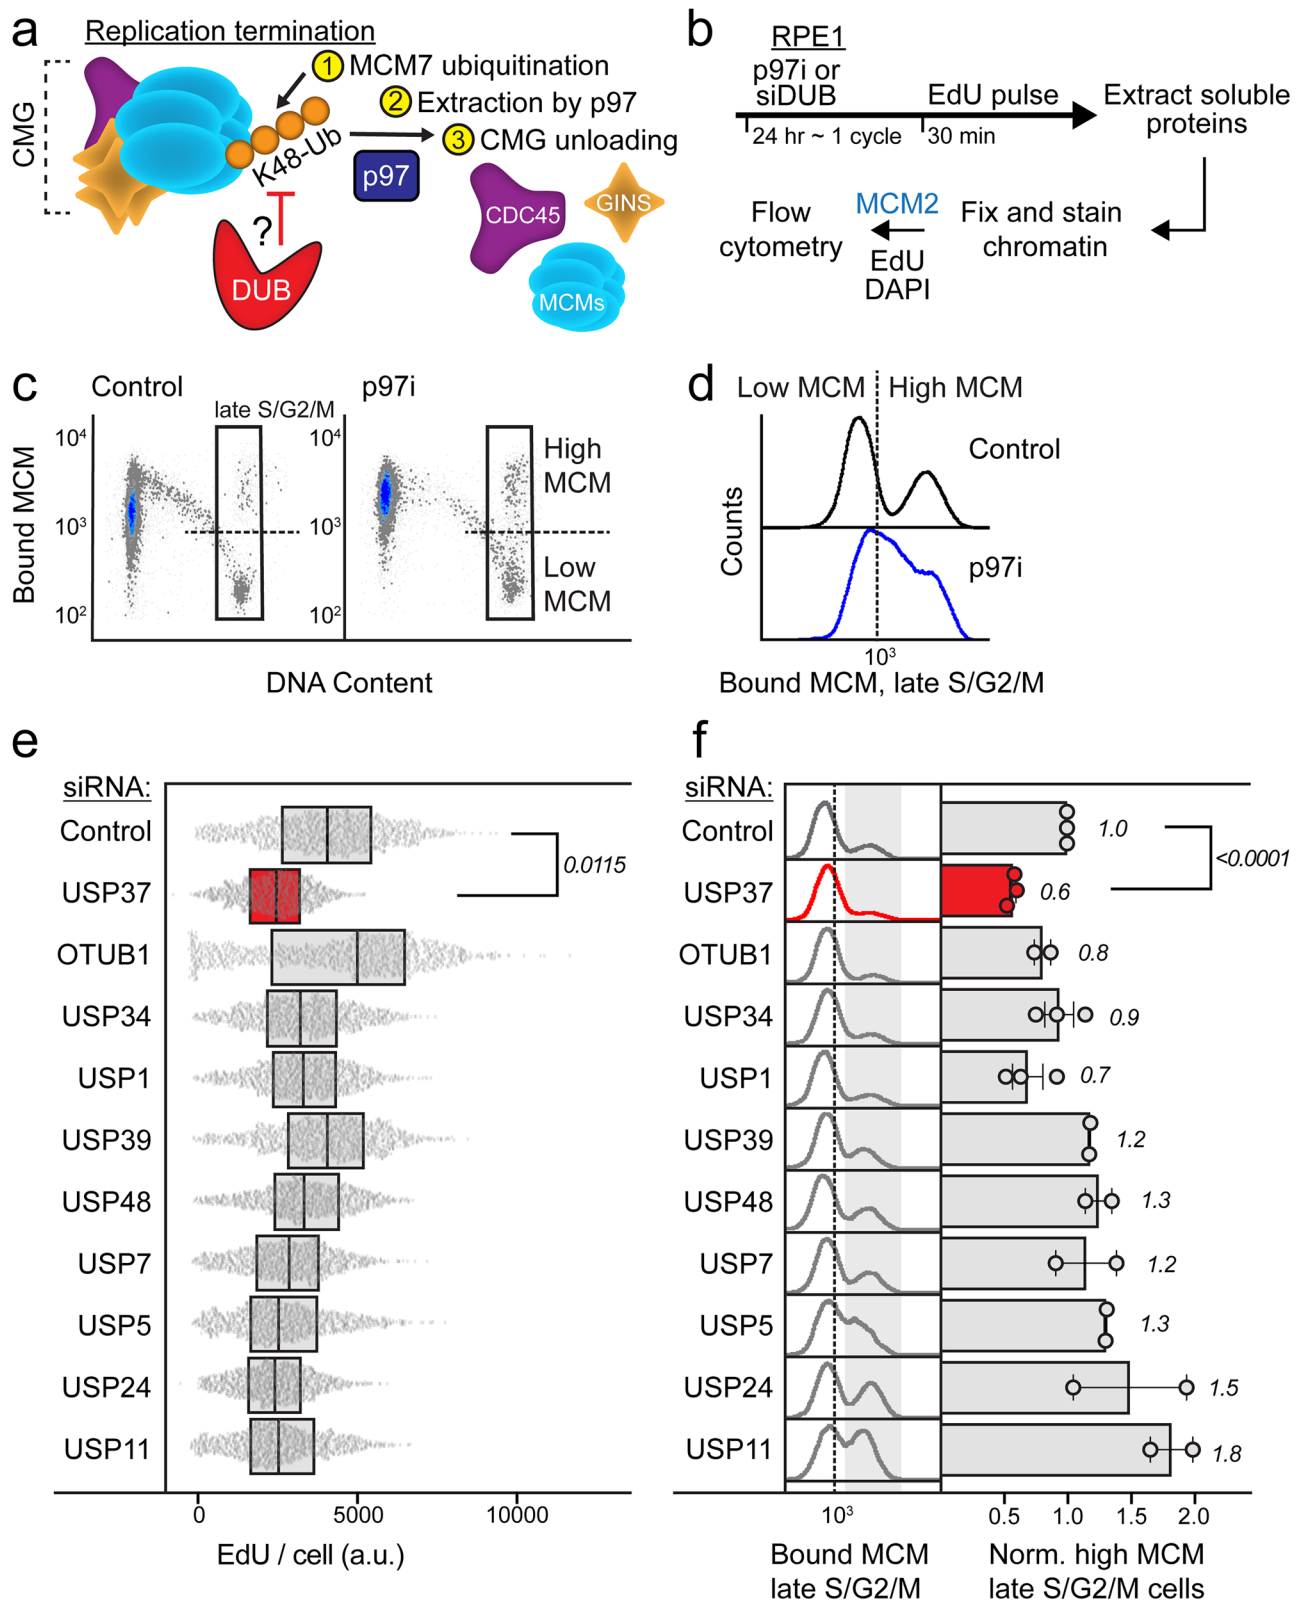 a
Replication termination
CMG
1 MCM7 ubiquitination
2 Extraction by p97
3 CMG unloading
K48-Ub
p97
?
DUB
CDC45
GINS
MCMs
b
RPE1
p97i or
siDUB
EdU pulse
24 hr ~ 1 cycle
30 min
Extract soluble
proteins
Fix and stain
chromatin
MCM2
EdU
DAPI
Flow
cytometry
c
Control
p97i
late S/G2/M
Bound MCM
10⁴
10³
10²
10⁴
10³
10²
High
MCM
Low
MCM
DNA Content
d
Low MCM
High MCM
Control
p97i
Counts
10³
Bound MCM, late S/G2/M
e
siRNA:
Control
USP37
OTUB1
USP34
USP1
USP39
USP48
USP7
USP5
USP24
USP11
0.0115
0 5000 10000
EdU / cell (a.u.)
f
siRNA:
Control 1.0
USP37 0.6
<0.0001
OTUB1 0.8
USP34 0.9
USP1 0.7
USP39 1.2
USP48 1.3
USP7 1.2
USP5 1.3
USP24 1.5
USP11 1.8
10³
0.5 1.0 1.5 2.0
Bound MCM
late S/G2/M
Norm. high MCM
late S/G2/M cells